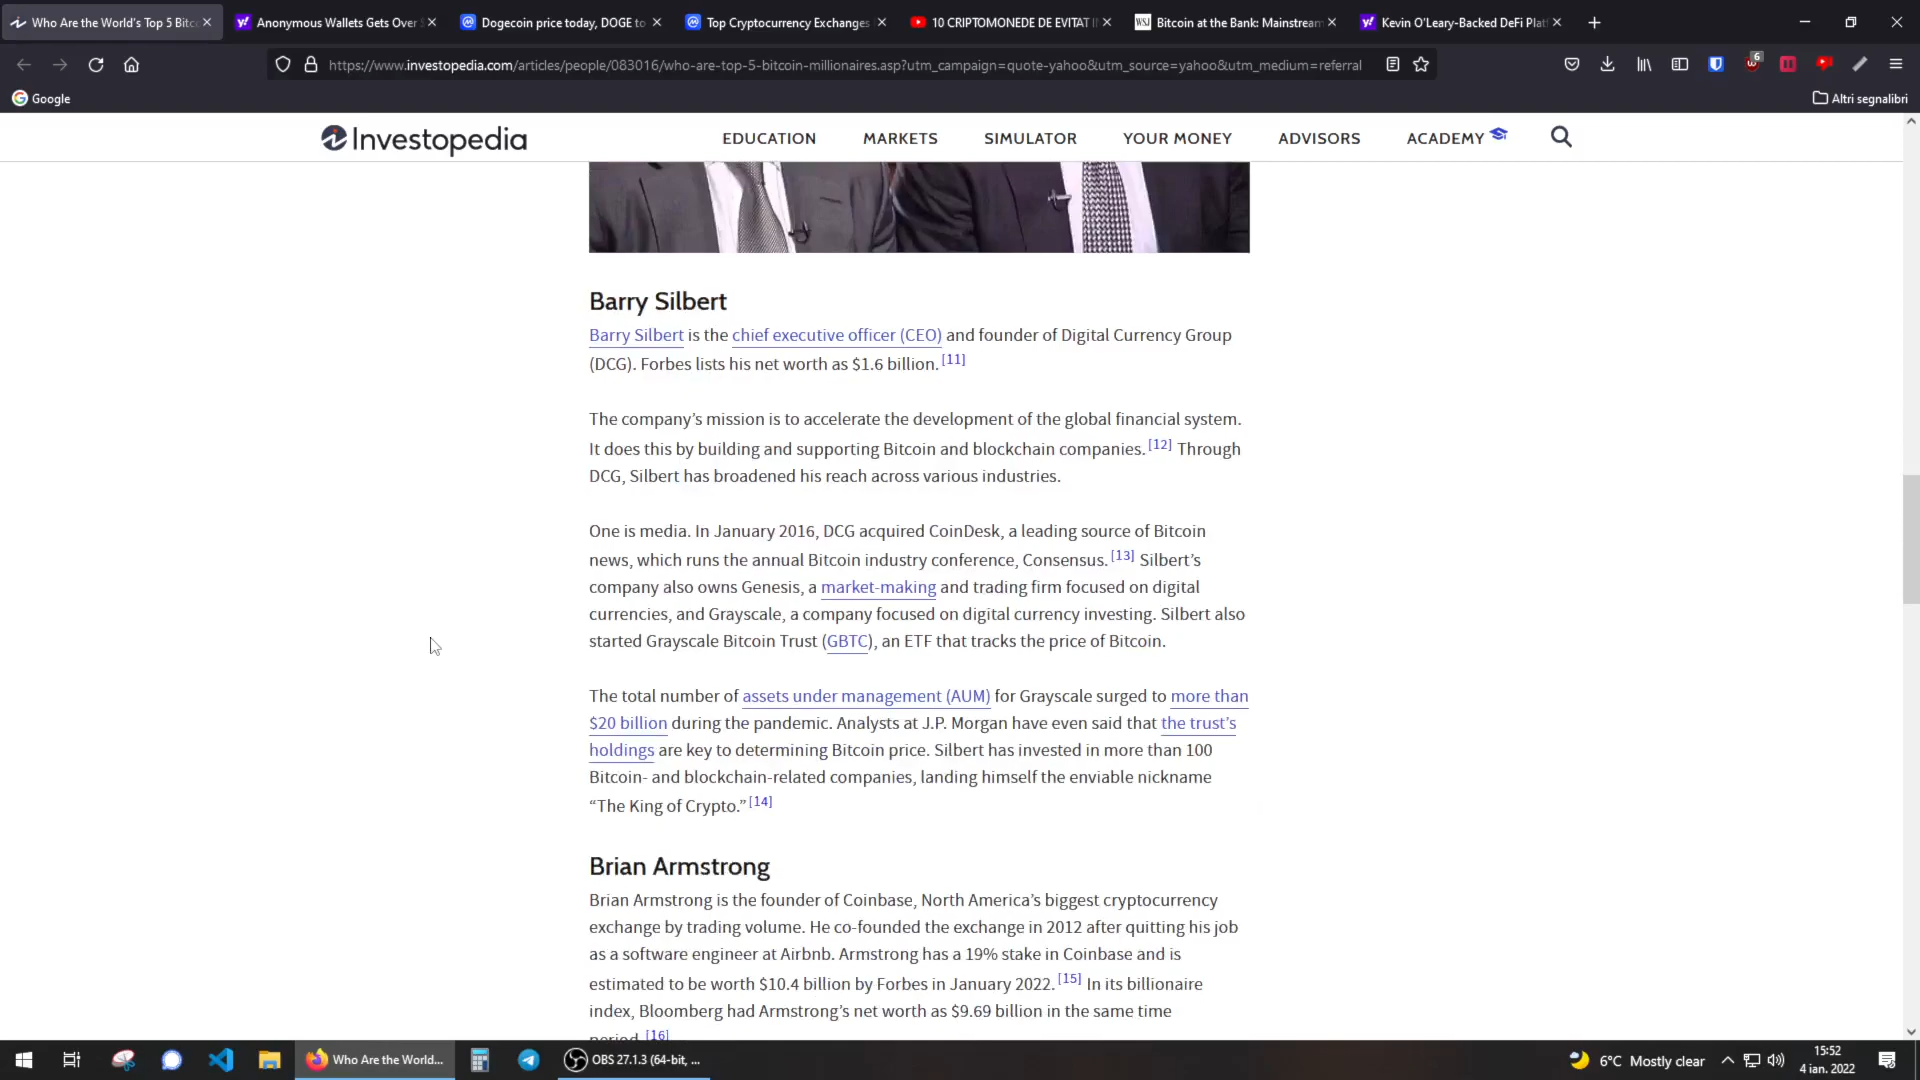 Who Are the World's Top 5 Bitc
Anonymous Wallets Gets Over
Dogecoin price today, DOGE to
Top Cryptocurrency Exchanges
10 CRIPTOMONEDE DE EVITAT I
WSJ
Bitcoin at the Bank: Mainstream
Kevin O'Leary-Backed DeFi Plat
https://www.investopedia.com/articles/people/083016/who-are-top-5-bitcoin-millionaires.asp?utm_campaign=quote-yahoo&utm_source=yahoo&utm_medium=referral
6
Google
Altri segnalibri
Investopedia
EDUCATION
MARKETS
SIMULATOR
YOUR MONEY
ADVISORS
ACADEMY
Barry Silbert
Barry Silbert is the chief executive officer (CEO) and founder of Digital Currency Group
(DCG). Forbes lists his net worth as $1.6 billion. [11]
The company’s mission is to accelerate the development of the global financial system.
It does this by building and supporting Bitcoin and blockchain companies. [12] Through
DCG, Silbert has broadened his reach across various industries.
One is media. In January 2016, DCG acquired CoinDesk, a leading source of Bitcoin
news, which runs the annual Bitcoin industry conference, Consensus. [13] Silbert’s
company also owns Genesis, a market-making and trading firm focused on digital
currencies, and Grayscale, a company focused on digital currency investing. Silbert also
started Grayscale Bitcoin Trust (GBTC), an ETF that tracks the price of Bitcoin.
The total number of assets under management (AUM) for Grayscale surged to more than
$20 billion during the pandemic. Analysts at J.P. Morgan have even said that the trust’s
holdings are key to determining Bitcoin price. Silbert has invested in more than 100
Bitcoin- and blockchain-related companies, landing himself the enviable nickname
“The King of Crypto.” [14]
Brian Armstrong
Brian Armstrong is the founder of Coinbase, North America’s biggest cryptocurrency
exchange by trading volume. He co-founded the exchange in 2012 after quitting his job
as a software engineer at Airbnb. Armstrong has a 19% stake in Coinbase and is
estimated to be worth $10.4 billion by Forbes in January 2022. [15] In its billionaire
index, Bloomberg had Armstrong’s net worth as $9.69 billion in the same time
period. [16]
Who Are the World...
OBS 27.1.3 (64-bit, ...
6°C Mostly clear
15:52
4 ian. 2022